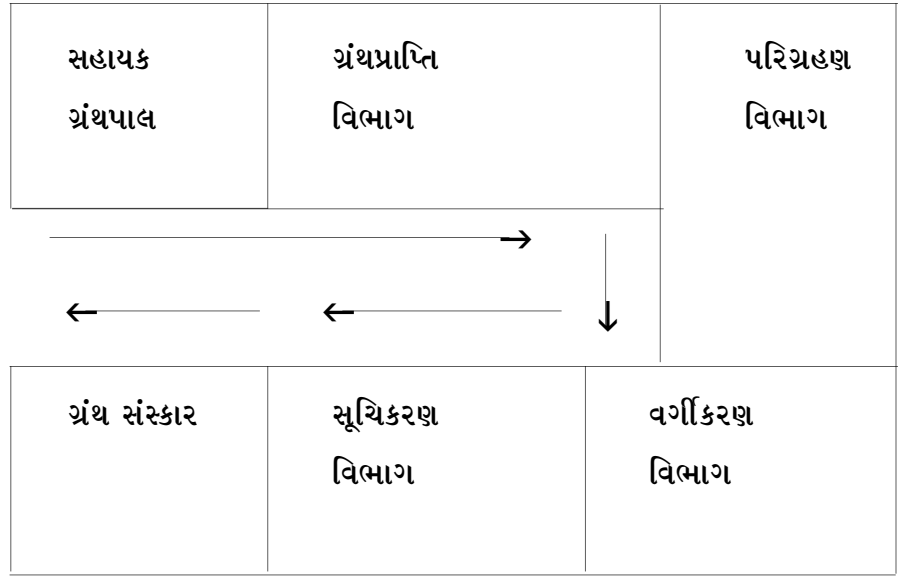 સહાયક
ગ્રંથપાલ
ગ્રંથપ્રાપ્તિ
વિભાગ
પરિગ્રહણ
વિભાગ
ગ્રંથ સંસ્કાર
સૂચિકરણ
વિભાગ
વર્ગીકરણ
વિભાગ